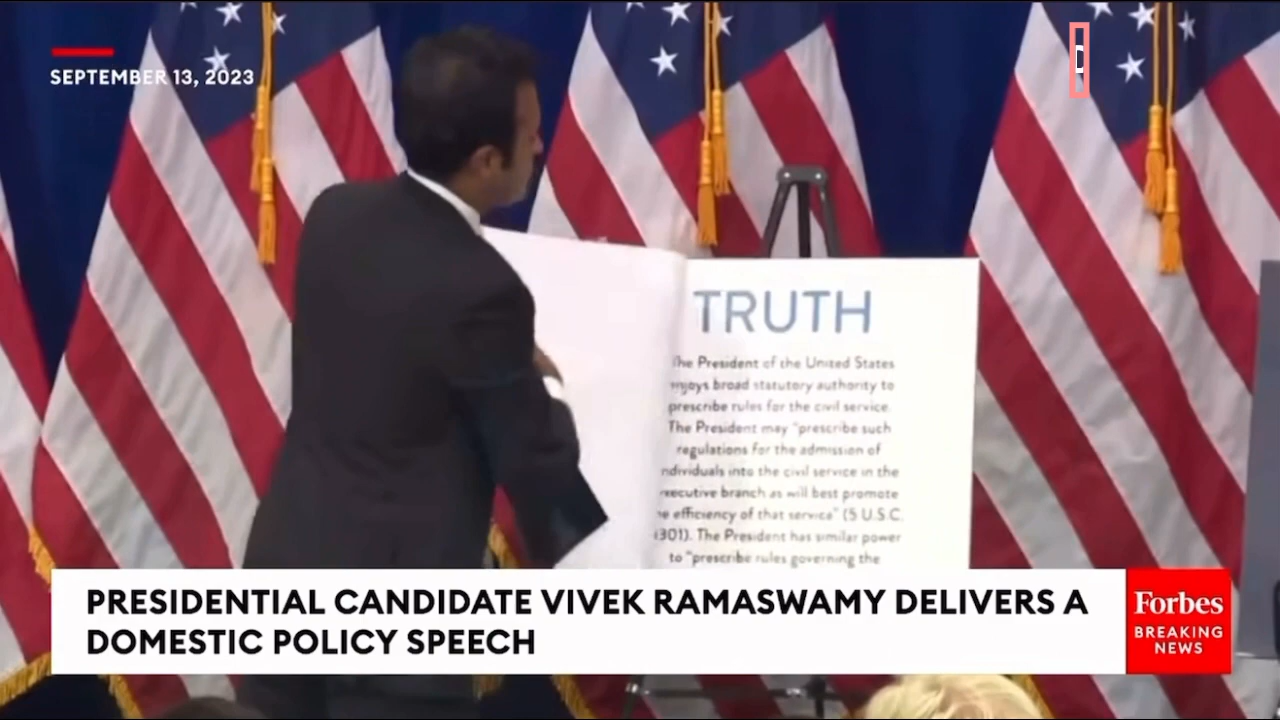 SEPTEMBER 13, 2023
TRUTH
The President of the United States
enjoys broad statutory authority to
prescribe rules for the civil service.
The President may "prescribe such
regulations for the admission of
ndividuals into the civil service in the
xecutive branch as will best promote
e efficiency of that service" (5 U.S.C.
3301). The President has similar power
to "prescribe rules governing the
PRESIDENTIAL CANDIDATE VIVEK RAMASWAMY DELIVERS A
DOMESTIC POLICY SPEECH
Forbes
BREAKING
NEWS